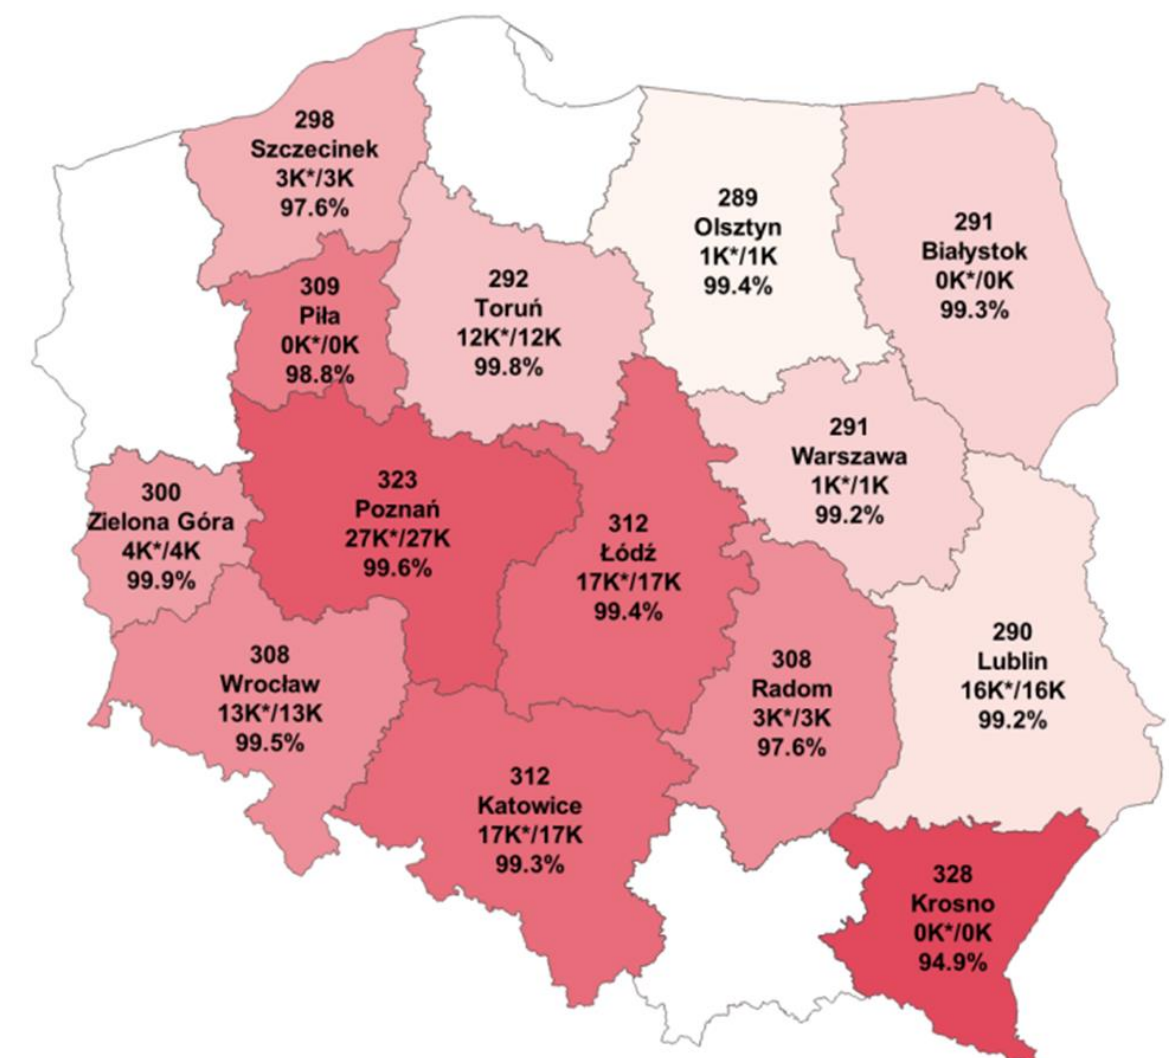 298
Szczecinek
3K*/3K
97.6%
309
Piła
0K*/0K
98.8%
292
Toruń
12K*/12K
99.8%
289
Olsztyn
1K*/1K
99.4%
291
Białystok
0K*/0K
99.3%
291
Warszawa
1K*/1K
99.2%
300
Zielona Góra
4K*/4K
99.9%
323
Poznań
27K*/27K
99.6%
312
Łódź
17K*/17K
99.4%
308
Wrocław
13K*/13K
99.5%
308
Radom
3K*/3K
97.6%
290
Lublin
16K*/16K
99.2%
312
Katowice
17K*/17K
99.3%
328
Krosno
0K*/0K
94.9%